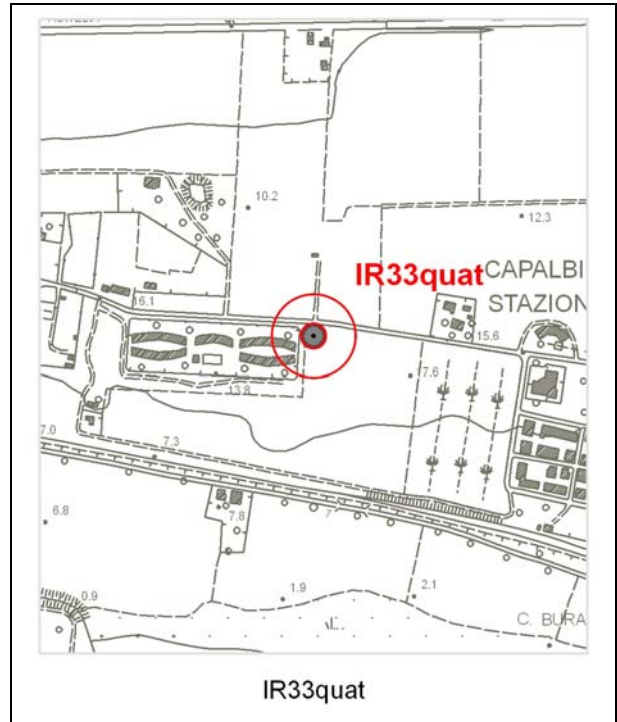 10.2
12.3
IR33quat
CAPALBI
STAZION
16.1
15.6
7.6
13.8
7.0
7.3
6.8
7.8
7
1.9
2.1
0.9
C. BURA
IR33quat